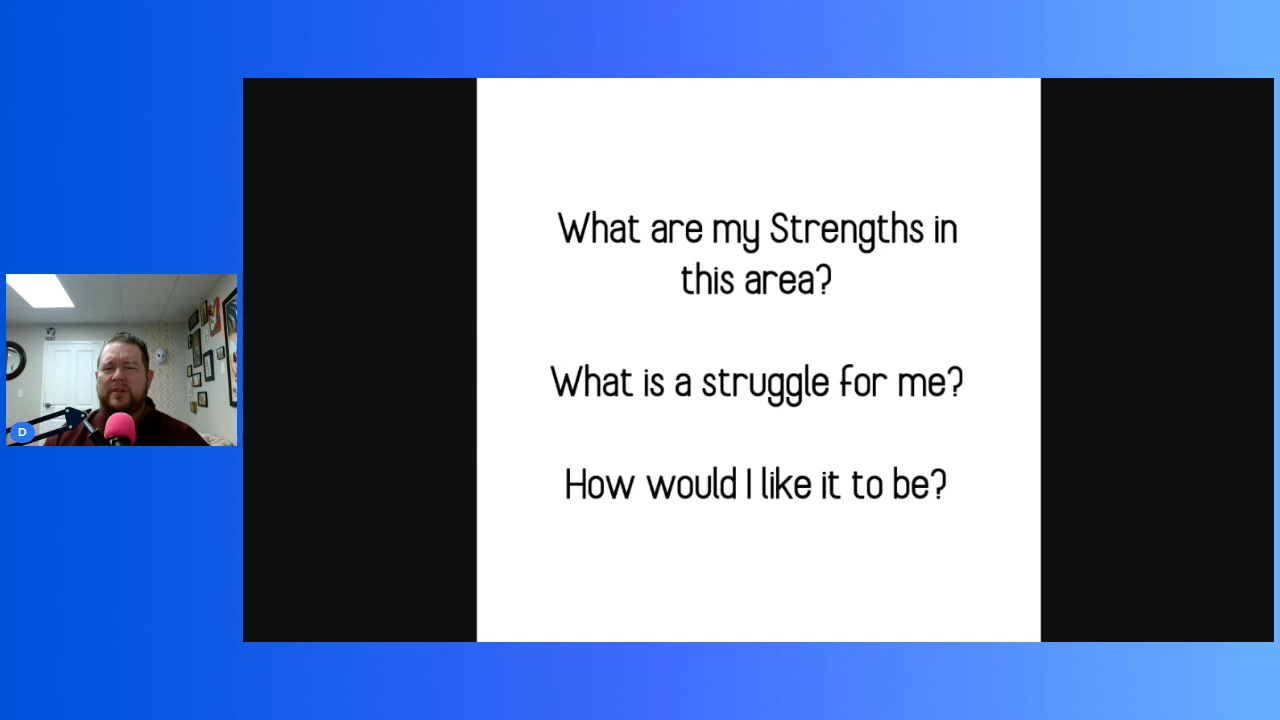 What are my Strengths in
this area?
What is a struggle for me?
How would I like it to be?
D